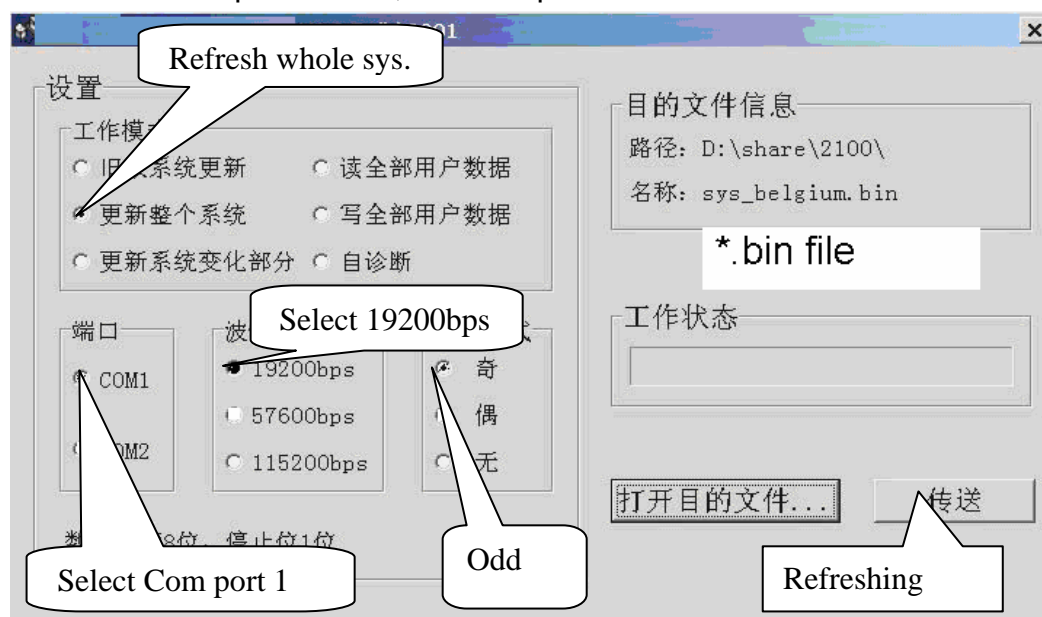 Refresh whole sys.
设置
工作模
旧 系统更新
读全部用户数据
更新整个系统
写全部用户数据
更新系统变化部分
自诊断
Select 19200bps
端口
波
COM1
19200bps
奇
57600bps
偶
COM2
115200bps
无
8位，停止位1位
Select Com port 1
Odd
目的文件信息
路径: D:\share\2100\
名称: sys_belgium.bin
*.bin file
工作状态
打开目的文件...
传送
Refreshing